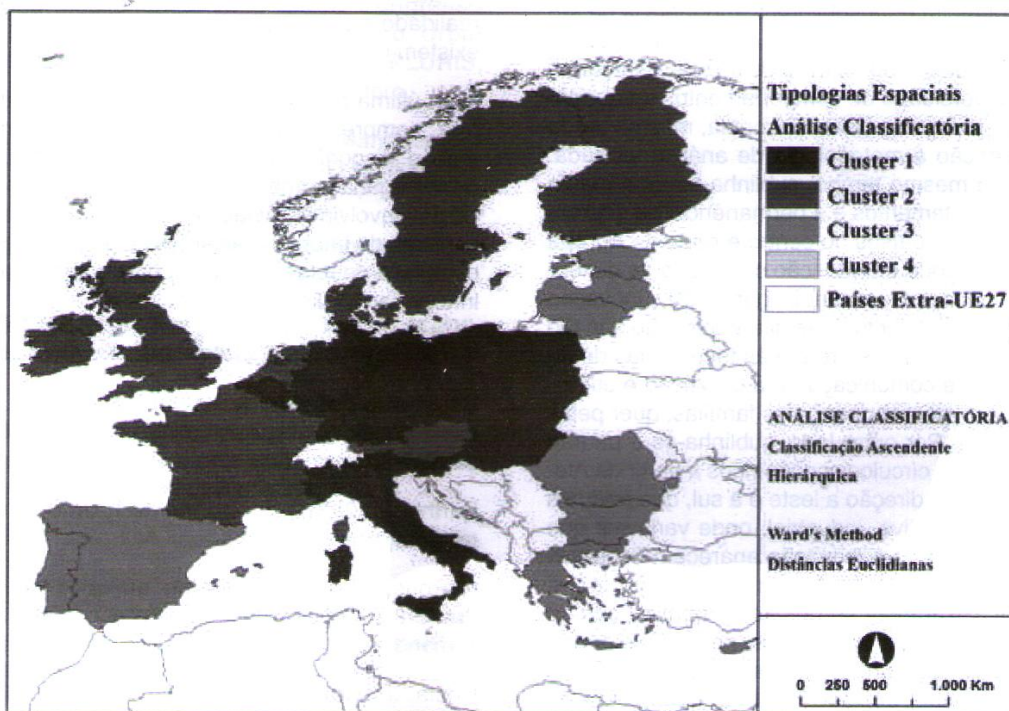 Tipologias Espaciais
Análise Classificatória
Cluster 1
Cluster 2
Cluster 3
Cluster 4
Países Extra-UE27
ANÁLISE CLASSIFICATÓRIA
Classificação Ascendente
Hierárquica
Ward's Method
Distâncias Euclidianas
0 250 500 1.000 Km